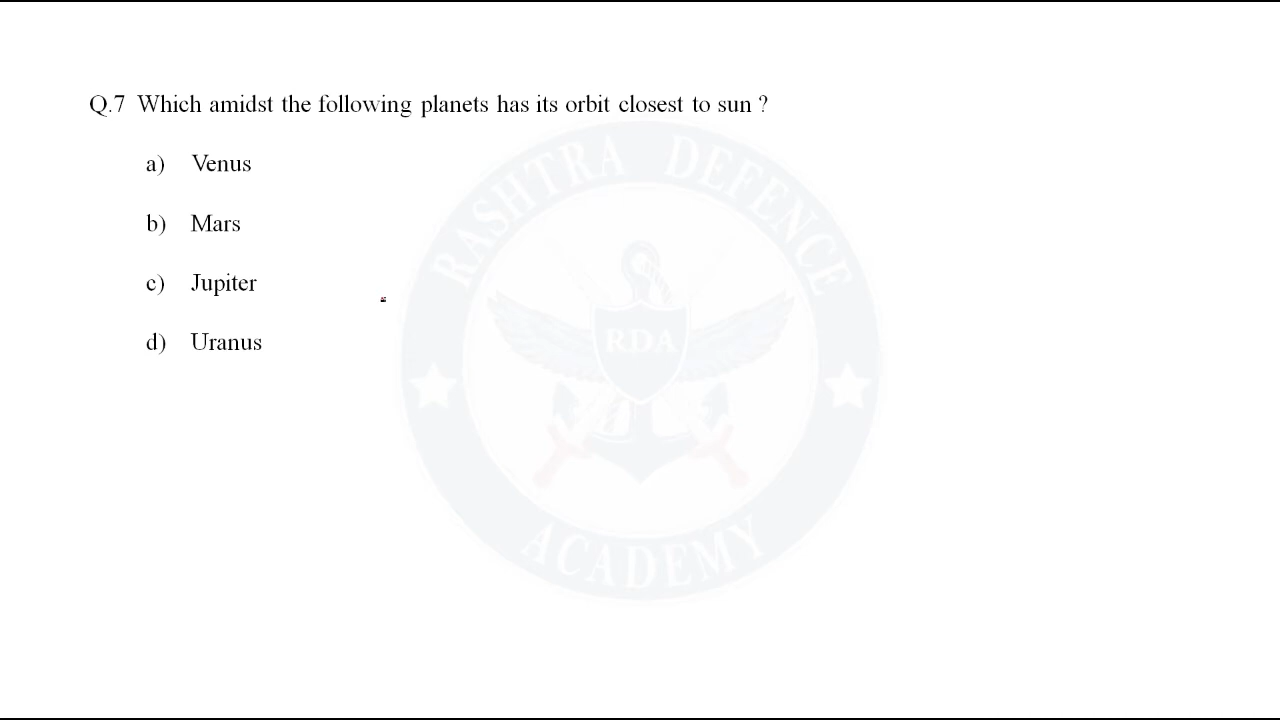 Q.7 Which amidst the following planets has its orbit closest to sun ?
a) Venus
b) Mars
c) Jupiter
d) Uranus
RASHTRA DEFENCE
RDA
ACADEMY